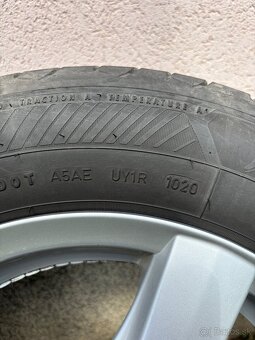 TRACTION A TEMPERATURE A
DOT A5AE UY1R 1020